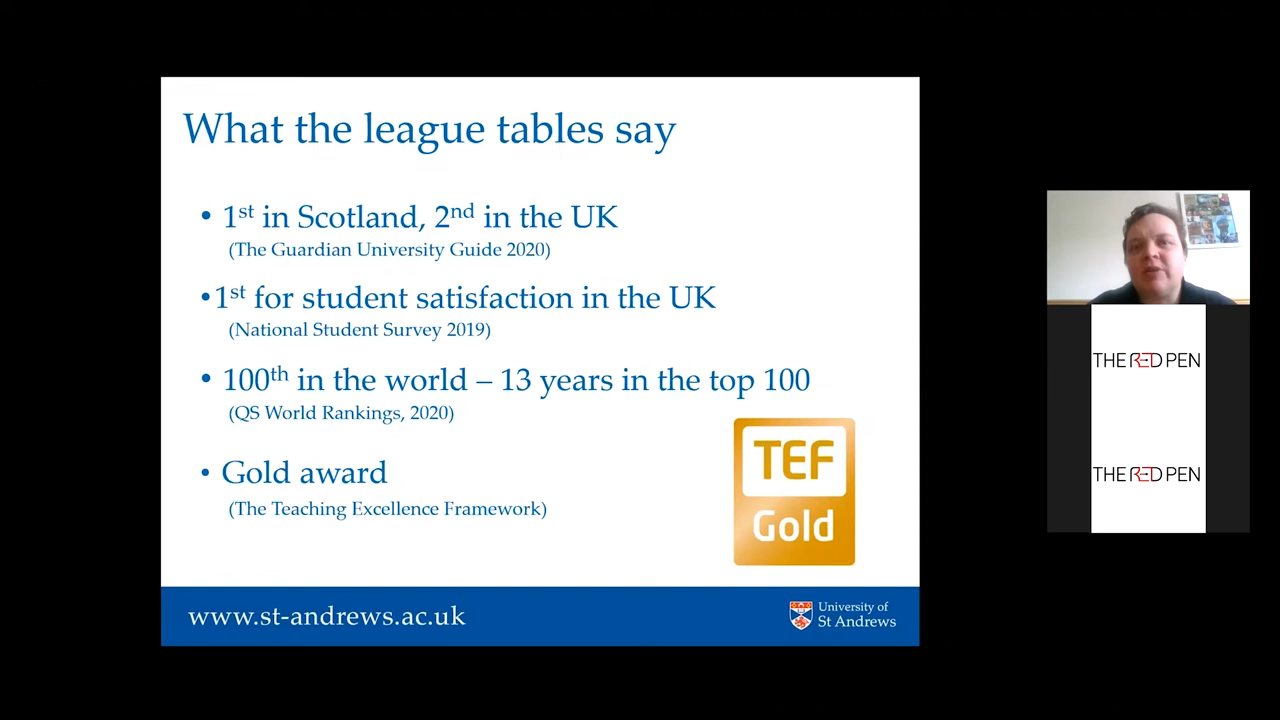 What the league tables say
• 1st in Scotland, 2nd in the UK
(The Guardian University Guide 2020)
•1st for student satisfaction in the UK
(National Student Survey 2019)
• 100th in the world – 13 years in the top 100
(QS World Rankings, 2020)
• Gold award
(The Teaching Excellence Framework)
TEF
Gold
www.st-andrews.ac.uk
University of
St Andrews
THE RED PEN
THE RED PEN